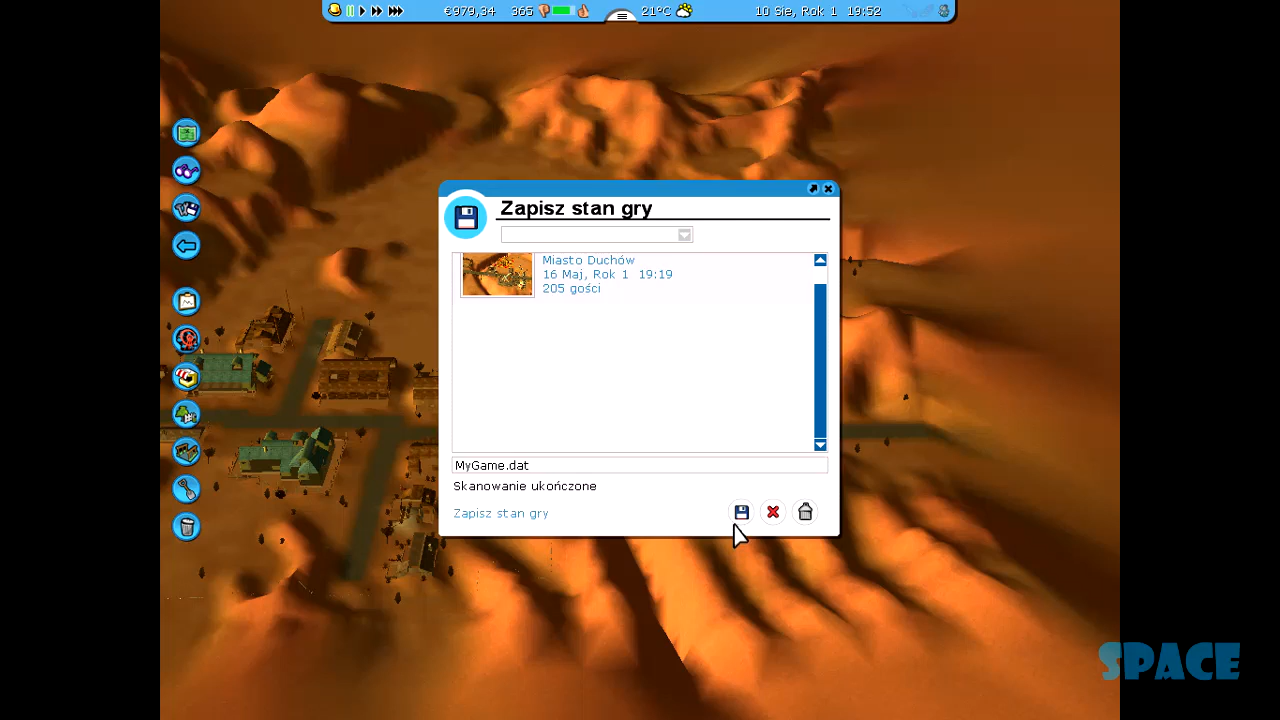 €979,34 365 21°C 10 Sie, Rok 1 19:52
Zapisz stan gry
Miasto Duchów
16 Maj, Rok 1 19:19
205 gości
MyGame.dat
Skanowanie ukończone
Zapisz stan gry
SPACE